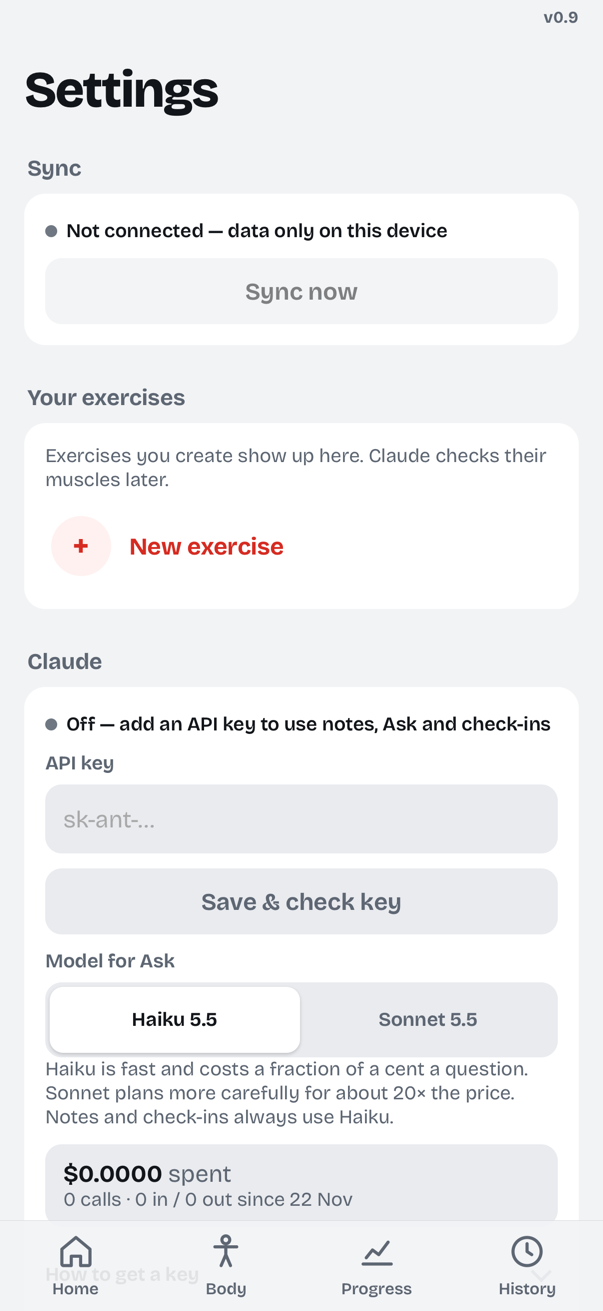 v0.9
Settings
Sync
Not connected — data only on this device
Sync now
Your exercises
Exercises you create show up here. Claude checks their
muscles later.
+ New exercise
Claude
Off — add an API key to use notes, Ask and check-ins
API key
sk-ant-...
Save & check key
Model for Ask
Haiku 5.5
Sonnet 5.5
Haiku is fast and costs a fraction of a cent a question.
Sonnet plans more carefully for about 20× the price.
Notes and check-ins always use Haiku.
$0.0000 spent
0 calls · 0 in / 0 out since 22 Nov
How to get a key
Home
Body
Progress
History